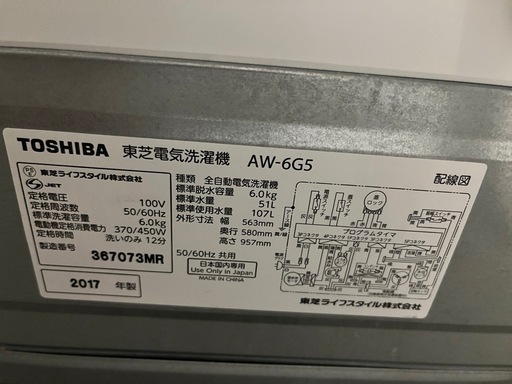 TOSHIBA 東芝電気洗濯機 AW-6G5
東芝ライフスタイル株式会社
JET
定格電圧 100V
定格周波数 50/60Hz
標準洗濯容量 6.0kg
電動機定格消費電力 370/450W
定格時間 洗いのみ 12分
製造番号
367073MR
2017 年製
種類 全自動電気洗濯機
標準脱水容量 6.0kg
標準水量 51L
標準使用水量 107L
外形寸法 幅 563mm
奥行 580mm
高さ 957mm
50/60Hz 共用
日本国内専用
Use Only in Japan
MADE IN CHINA
配線図
ロック
プログラムタイマ
東芝ライフスタイル株式会社